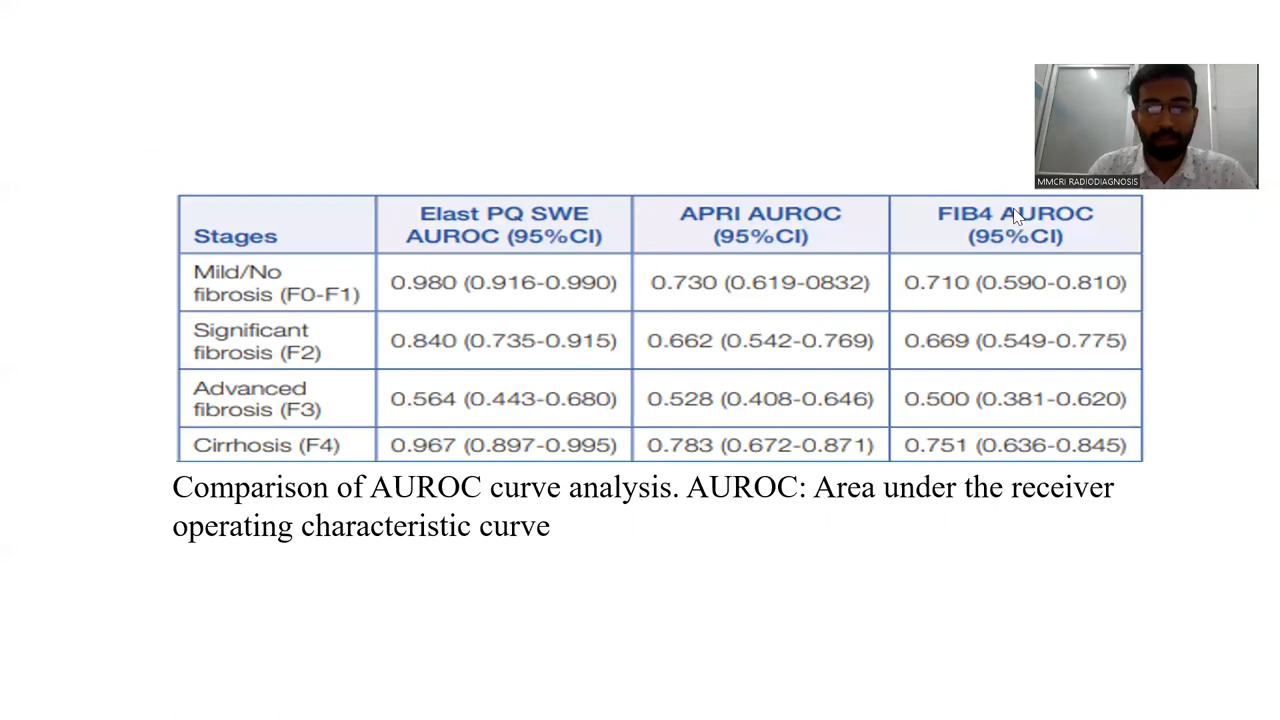 MMCRI RADIODIAGNOSIS
Stages
Elast PQ SWE
AUROC (95%CI)
APRI AUROC
(95%CI)
FIB4 AUROC
(95%CI)
Mild/No
fibrosis (F0-F1)
0.980 (0.916-0.990)
0.730 (0.619-0832)
0.710 (0.590-0.810)
Significant
fibrosis (F2)
0.840 (0.735-0.915)
0.662 (0.542-0.769)
0.669 (0.549-0.775)
Advanced
fibrosis (F3)
0.564 (0.443-0.680)
0.528 (0.408-0.646)
0.500 (0.381-0.620)
Cirrhosis (F4)
0.967 (0.897-0.995)
0.783 (0.672-0.871)
0.751 (0.636-0.845)
Comparison of AUROC curve analysis. AUROC: Area under the receiver
operating characteristic curve